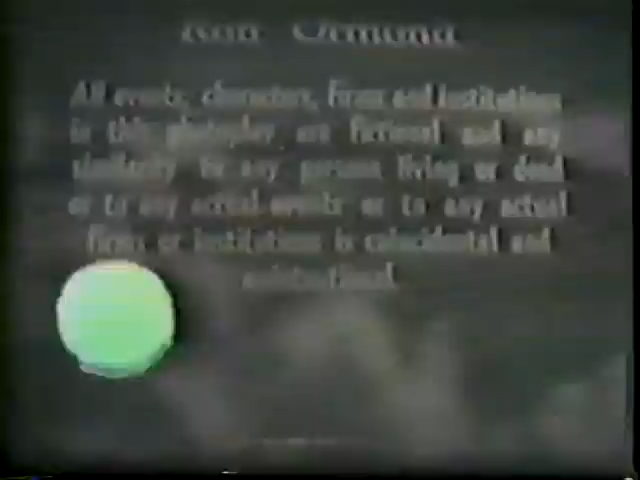 Ron Ormond
All events, characters, firms and institutions
in this photoplay are fictional and any
similarity to any persons living or dead
or to any actual events or to any actual
firms or institutions is coincidental and
unintentional.